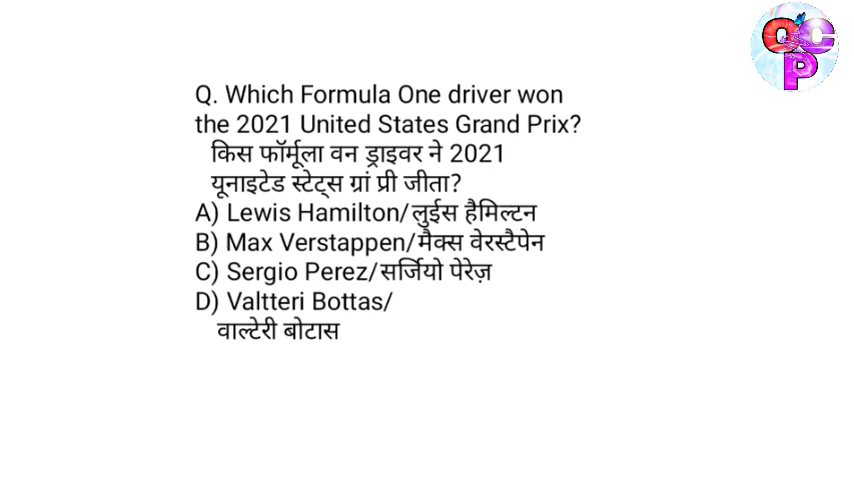 QCP
Q. Which Formula One driver won
the 2021 United States Grand Prix?
किस फॉर्मूला वन ड्राइवर ने 2021
यूनाइटेड स्टेट्स ग्रां प्री जीता?
A) Lewis Hamilton/लुईस हैमिल्टन
B) Max Verstappen/मैक्स वेरस्टैपेन
C) Sergio Perez/सर्जियो पेरेज़
D) Valtteri Bottas/
वाल्टेरी बोटास